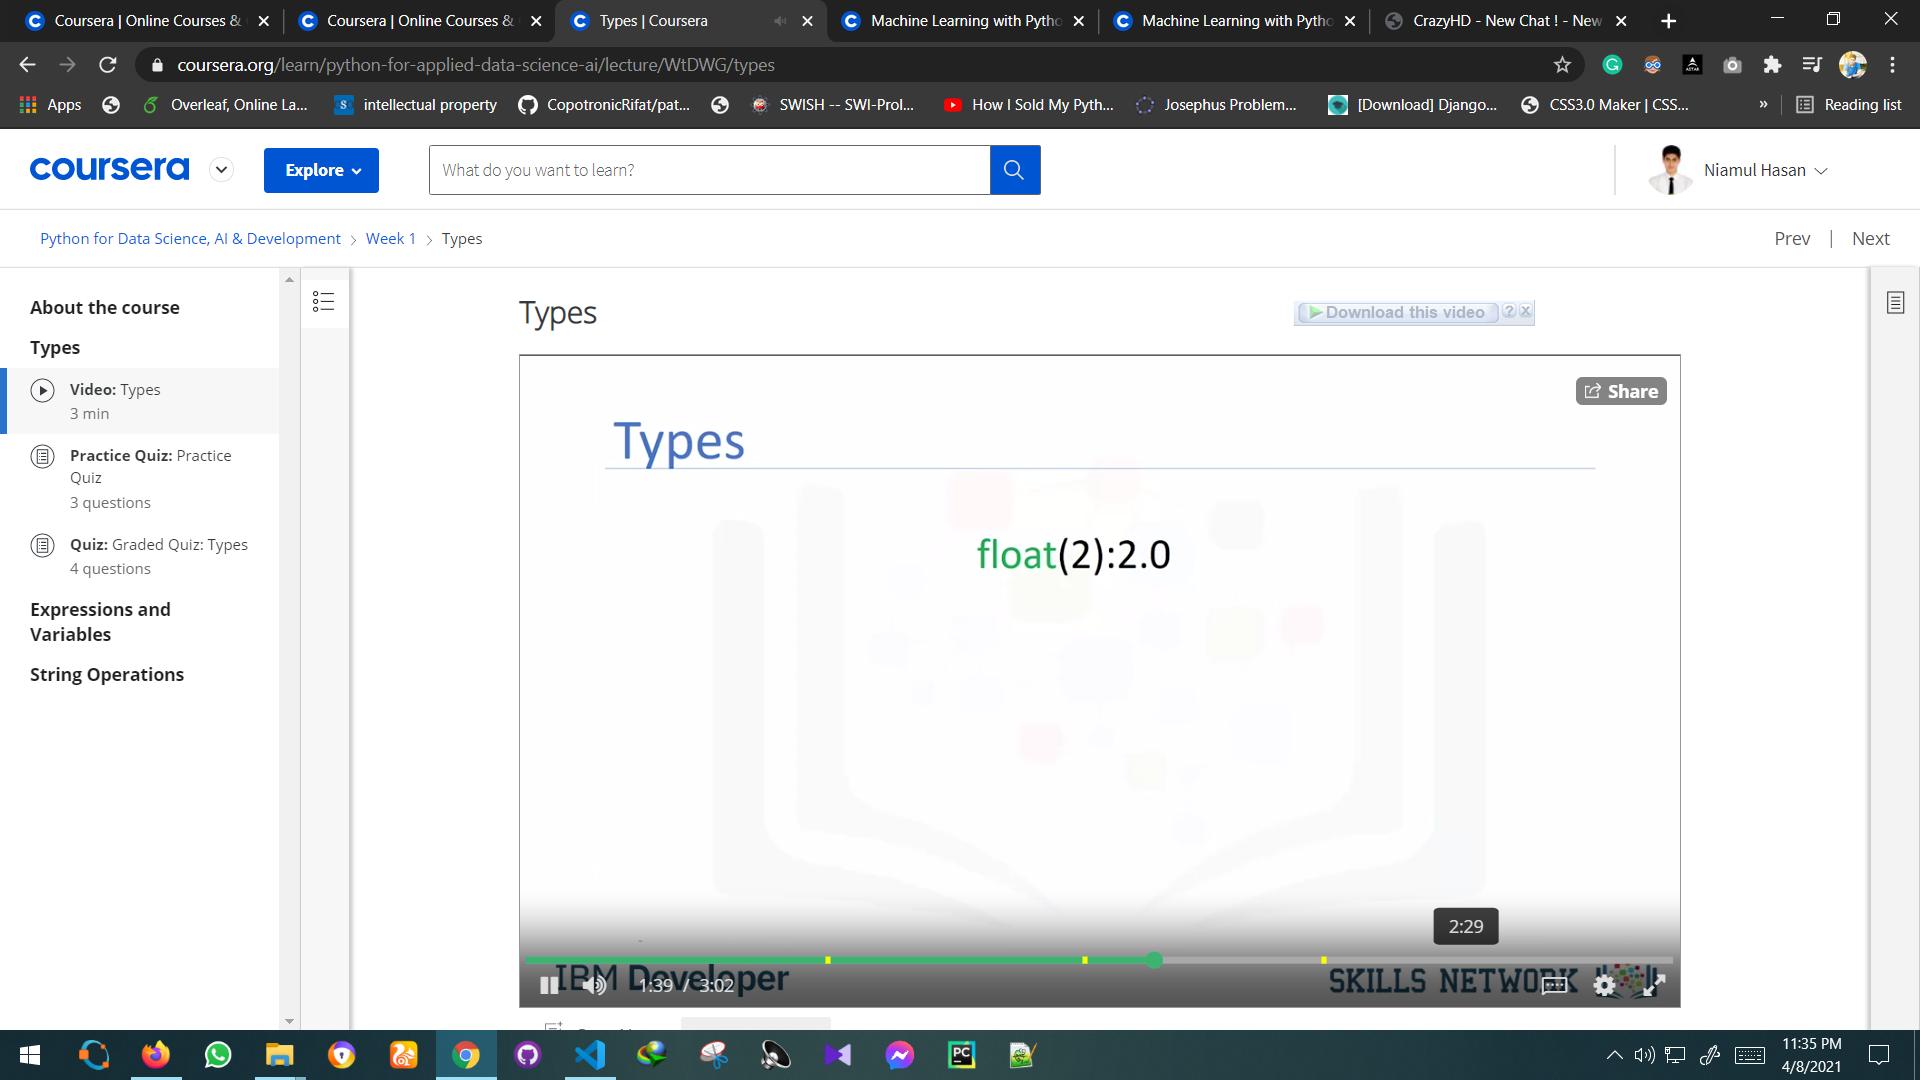 Coursera | Online Courses &
Coursera | Online Courses &
Types | Coursera
Machine Learning with Pytho
Machine Learning with Pytho
CrazyHD - New Chat ! - New
coursera.org/learn/python-for-applied-data-science-ai/lecture/WtDWG/types
Apps
Overleaf, Online La...
intellectual property
CopotronicRifat/pat...
SWISH -- SWI-Prol...
How I Sold My Pyth...
Josephus Problem...
[Download] Django...
CSS3.0 Maker | CSS...
»
Reading list
coursera
Explore
What do you want to learn?
Niamul Hasan
Python for Data Science, AI & Development > Week 1 > Types
Prev | Next
About the course
Types
Video: Types
3 min
Practice Quiz: Practice
Quiz
3 questions
Quiz: Graded Quiz: Types
4 questions
Expressions and
Variables
String Operations
Types
Download this video ? x
Share
Types
float(2):2.0
2:29
IBM Developer
SKILLS NETWORK
1:39 / 3:02
11:35 PM
4/8/2021